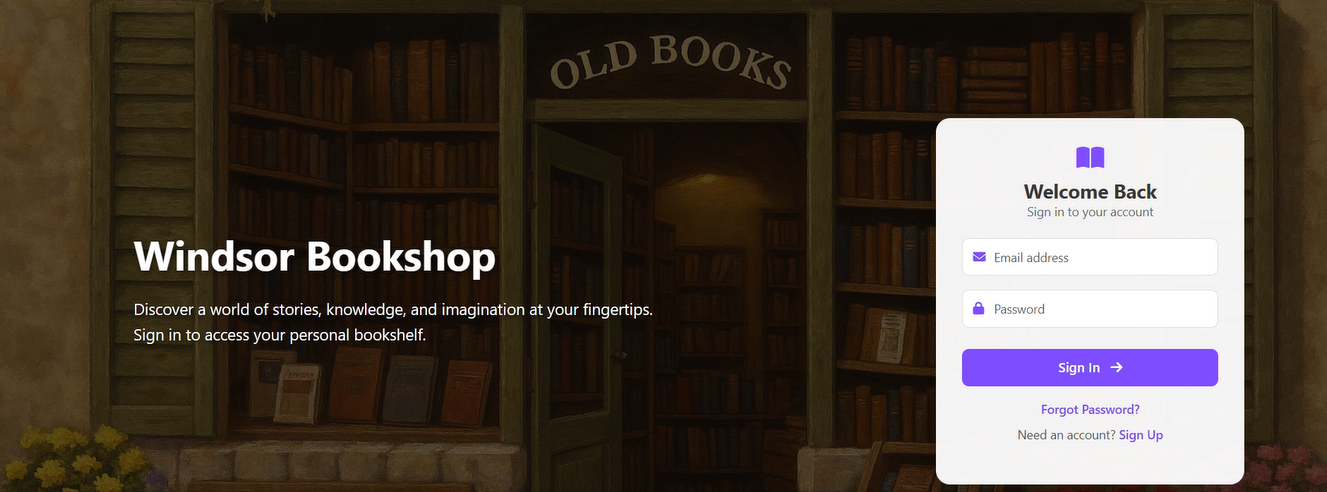 OLD BOOKS
Windsor Bookshop
Discover a world of stories, knowledge, and imagination at your fingertips.
Sign in to access your personal bookshelf.
Welcome Back
Sign in to your account
Email address
Password
Sign In
Forgot Password?
Need an account? Sign Up